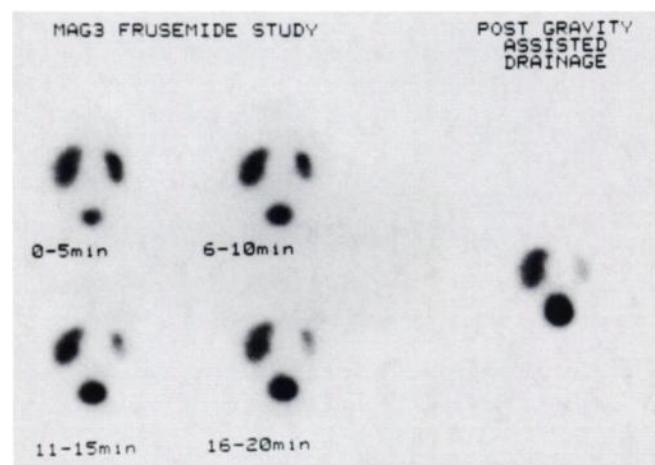 MAG3 FRUSEMIDE STUDY
POST GRAVITY
ASSISTED
DRAINAGE
0-5min
6-10min
11-15min
16-20min